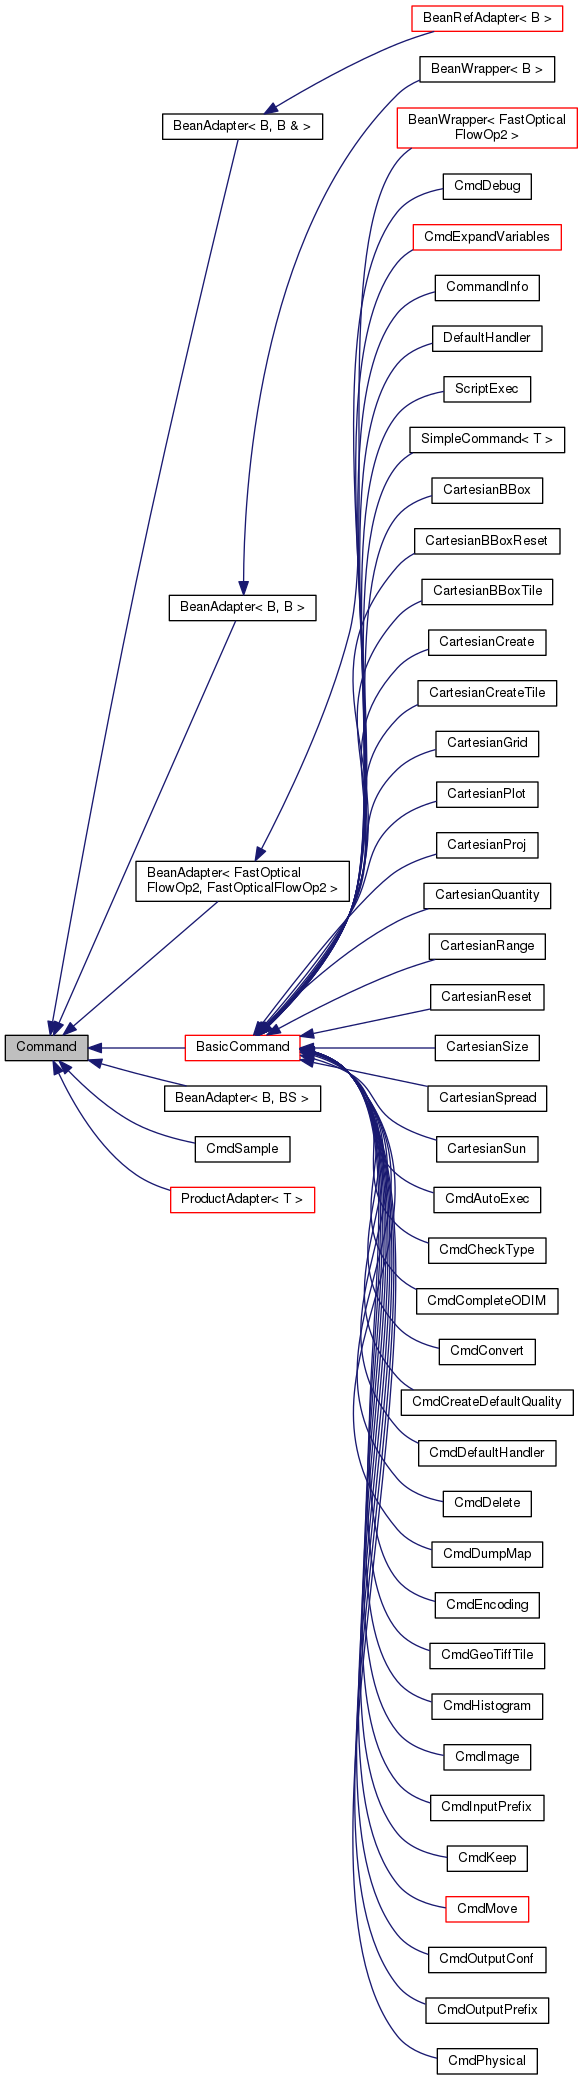 BeanRefAdapter< B >
BeanWrapper< B >
BeanWrapper< FastOptical
FlowOp2 >
BeanAdapter< B, B & >
CmdDebug
CmdExpandVariables
CommandInfo
DefaultHandler
ScriptExec
SimpleCommand< T >
CartesianBBox
CartesianBBoxReset
CartesianBBoxTile
BeanAdapter< B, B >
CartesianCreate
CartesianCreateTile
CartesianGrid
CartesianPlot
CartesianProj
BeanAdapter< FastOptical
FlowOp2, FastOpticalFlowOp2 >
CartesianQuantity
CartesianRange
CartesianReset
Command
BasicCommand
CartesianSize
BeanAdapter< B, BS >
CartesianSpread
CmdSample
CartesianSun
ProductAdapter< T >
CmdAutoExec
CmdCheckType
CmdCompleteODIM
CmdConvert
CmdCreateDefaultQuality
CmdDefaultHandler
CmdDelete
CmdDumpMap
CmdEncoding
CmdGeoTiffTile
CmdHistogram
CmdImage
CmdInputPrefix
CmdKeep
CmdMove
CmdOutputConf
CmdOutputPrefix
CmdPhysical